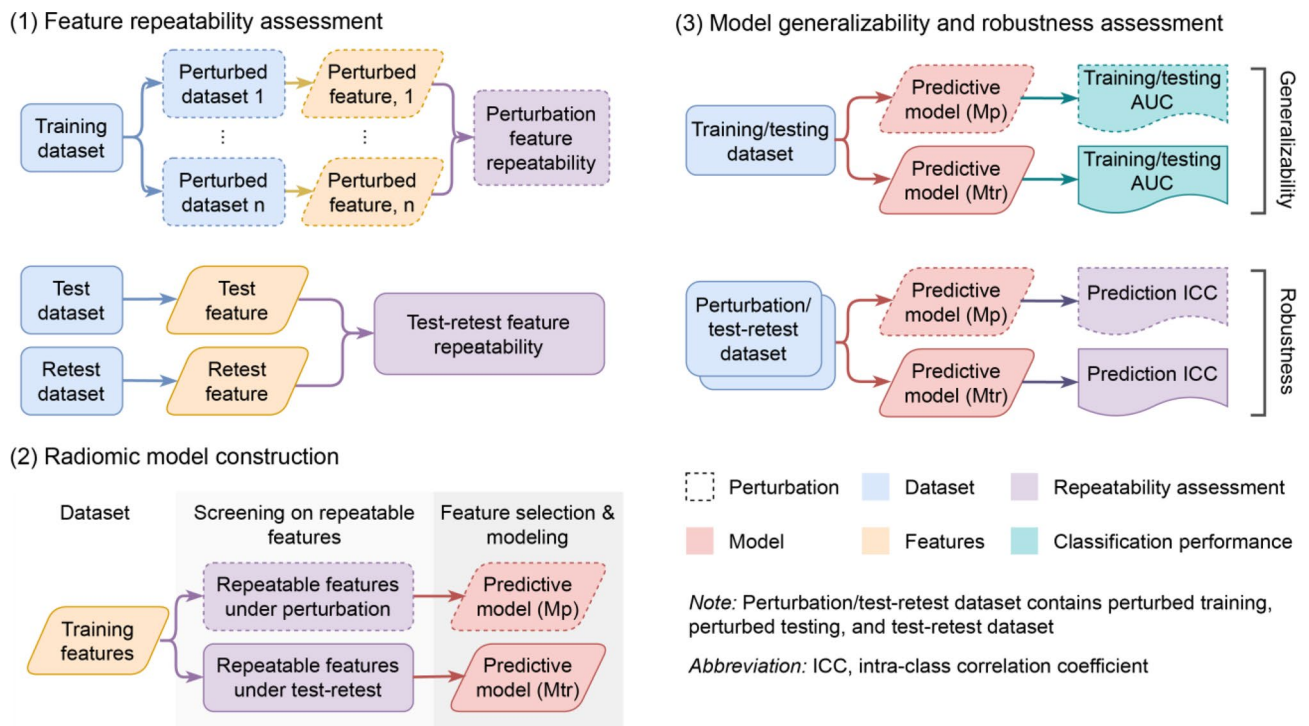 (1) Feature repeatability assessment
Training
dataset
Perturbed
dataset 1
Perturbed
feature, 1
⋮
⋮
Perturbed
dataset n
Perturbed
feature, n
Perturbation
feature
repeatability
Test
dataset
Test
feature
Retest
dataset
Retest
feature
Test-retest feature
repeatability
(2) Radiomic model construction
Dataset
Screening on repeatable
features
Feature selection &
modeling
Training
features
Repeatable features
under perturbation
Predictive
model (Mp)
Repeatable features
under test-retest
Predictive
model (Mtr)
(3) Model generalizability and robustness assessment
Training/testing
dataset
Predictive
model (Mp)
Training/testing
AUC
Predictive
model (Mtr)
Training/testing
AUC
Generalizability
Perturbation/
test-retest
dataset
Predictive
model (Mp)
Prediction ICC
Predictive
model (Mtr)
Prediction ICC
Robustness
Perturbation
Dataset
Repeatability assessment
Model
Features
Classification performance
Note: Perturbation/test-retest dataset contains perturbed training,
perturbed testing, and test-retest dataset
Abbreviation: ICC, intra-class correlation coefficient